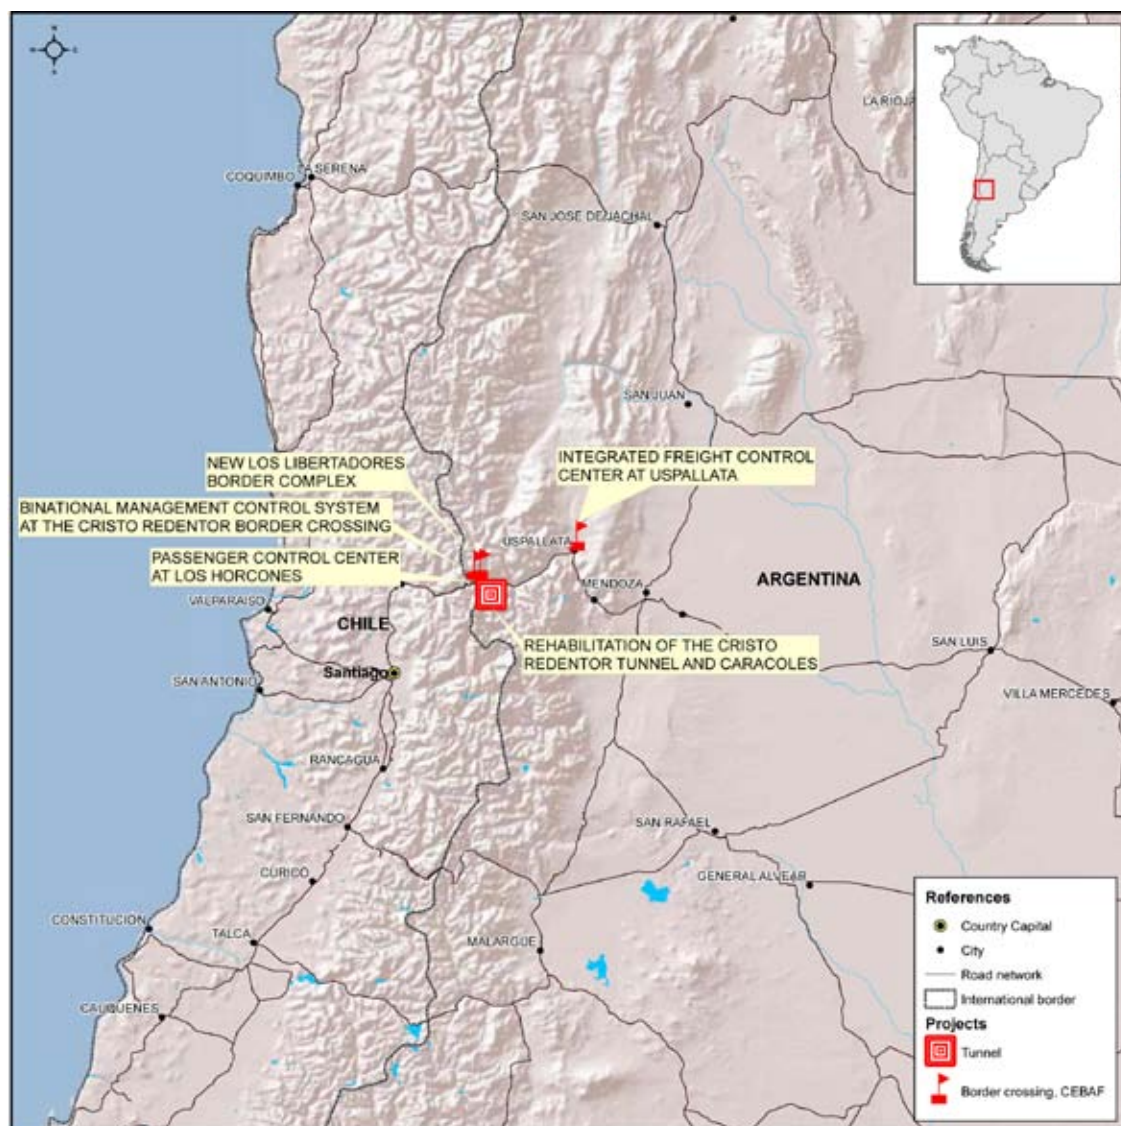 LA RIOJA
LA SERENA
COQUIMBO
SAN JOSE DE JACHAL
SAN JUAN
NEW LOS LIBERTADORES
BORDER COMPLEX
INTEGRATED FREIGHT CONTROL
CENTER AT USPALLATA
BINATIONAL MANAGEMENT CONTROL SYSTEM
AT THE CRISTO REDENTOR BORDER CROSSING
USPALLATA
PASSENGER CONTROL CENTER
AT LOS HORCONES
MENDOZA
ARGENTINA
VALPARAISO
CHILE
REHABILITATION OF THE CRISTO
REDENTOR TUNNEL AND CARACOLES
SAN LUIS
Santiago
SAN ANTONIO
VILLA MERCEDES
RANCAGUA
SAN FERNANDO
SAN RAFAEL
CURICÓ
GENERAL ALVEAR
CONSTITUCION
TALCA
MALARGÜE
CAUQUENES
References
Country Capital
City
Road network
International border
Projects
Tunnel
Border crossing, CEBAF